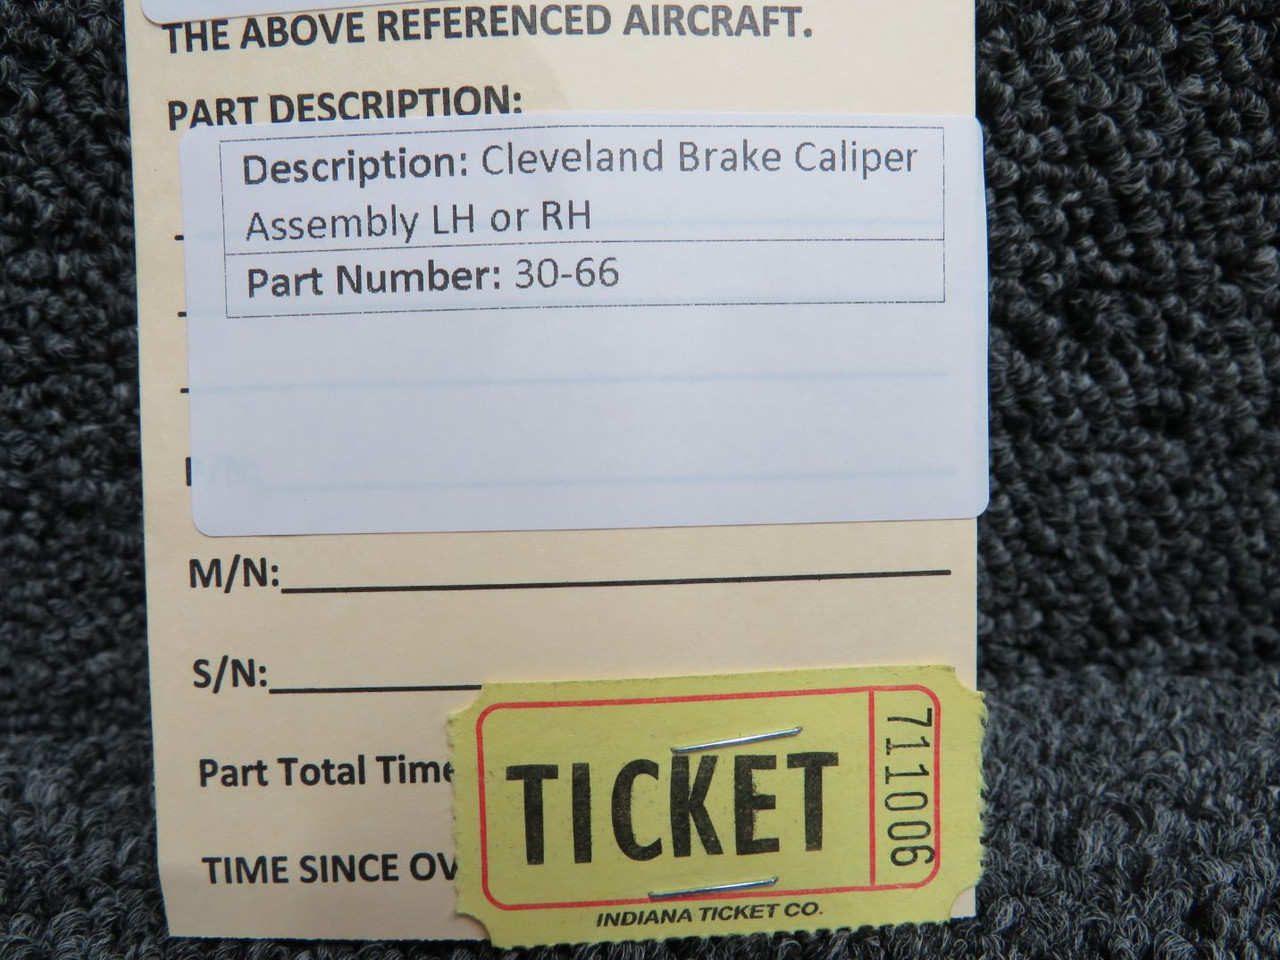 THE ABOVE REFERENCED AIRCRAFT.
PART DESCRIPTION:
Description: Cleveland Brake Caliper
Assembly LH or RH
Part Number: 30-66
P/N:
M/N:
S/N:
Part Total Time
TIME SINCE OV
TICKET
711006
INDIANA TICKET CO.